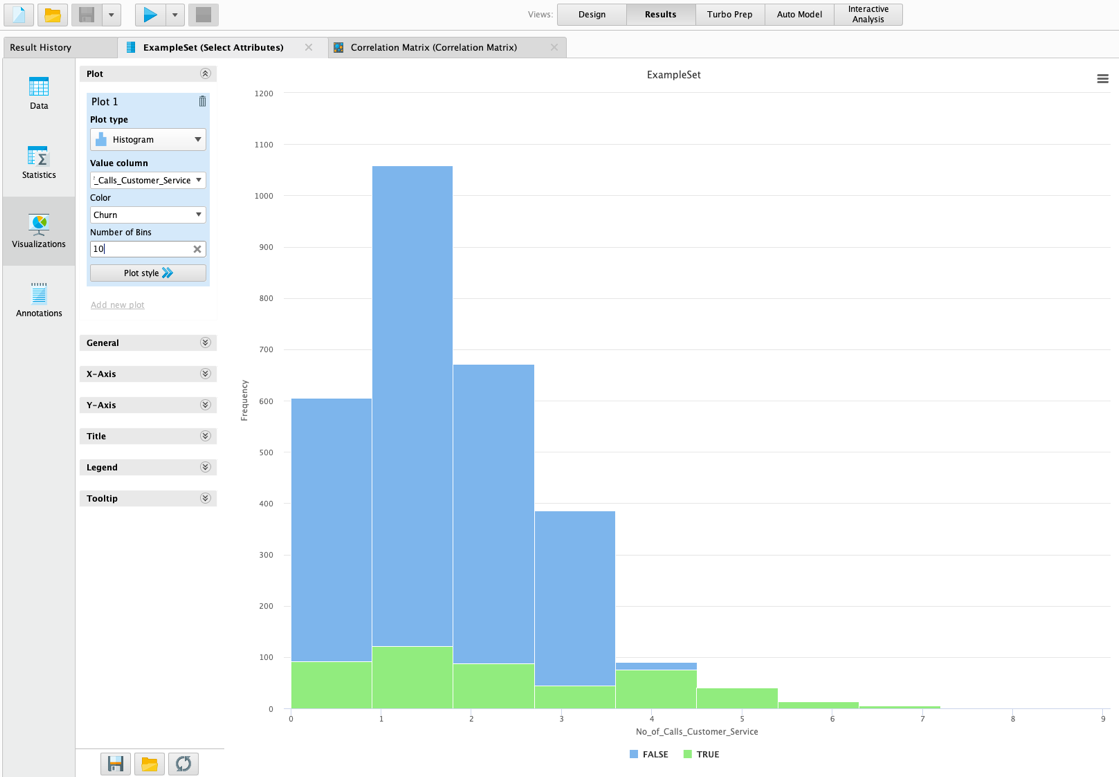 Views:
Design
Results
Turbo Prep
Auto Model
Interactive
Analysis
Result History
ExampleSet (Select Attributes)
Correlation Matrix (Correlation Matrix)
Data
Statistics
Visualizations
Annotations
Plot
Plot 1
Plot type
Histogram
Value column
_Calls_Customer_Service
Color
Churn
Number of Bins
10
Plot style
Add new plot
General
X-Axis
Y-Axis
Title
Legend
Tooltip
ExampleSet
1200
1100
1000
900
800
700
600
500
400
300
200
100
0
Frequency
0 1 2 3 4 5 6 7 8 9
No_of_Calls_Customer_Service
FALSE TRUE